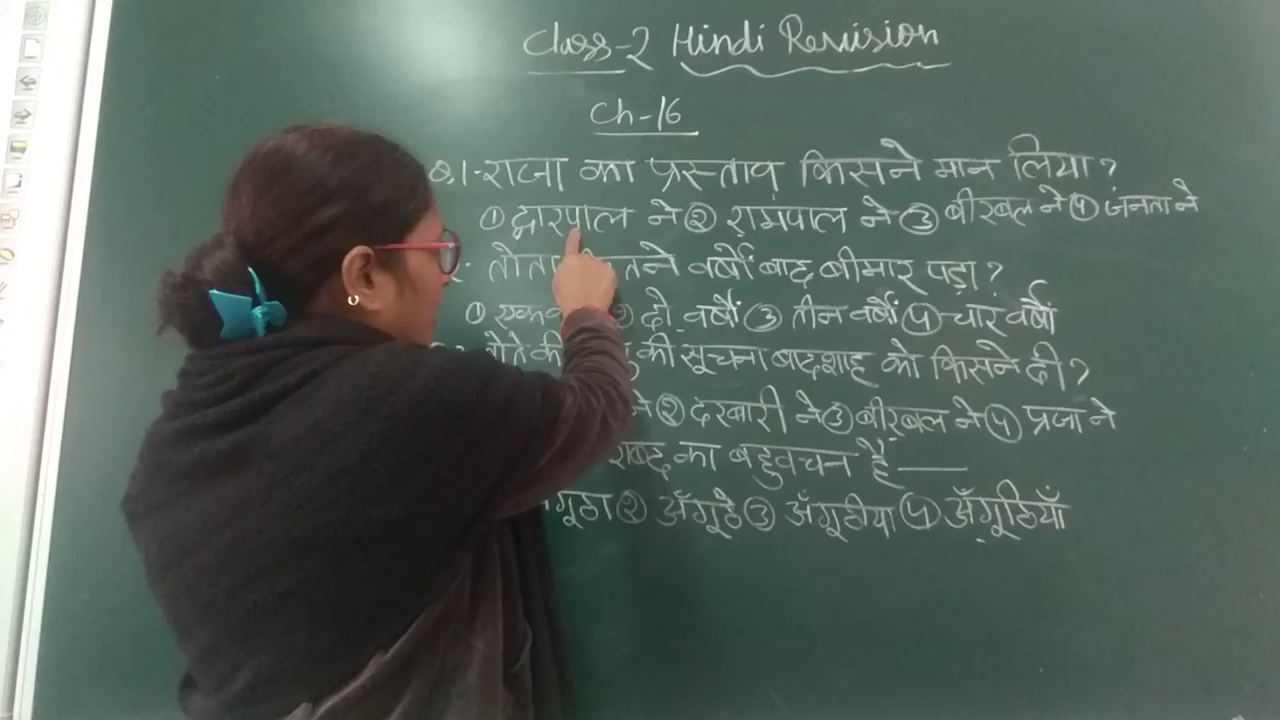 Class-2 Hindi Revision
Ch-16
Q.1. राजा का प्रस्ताव किसने मान लिया?
① द्वारपाल ने ② रामपाल ने ③ बीरबल ने ④ जनता ने
तोता तने वर्षों बाद बीमार पड़ा?
① एक ② दो वर्षों ③ तीन वर्षों ④ चार वर्षों
तोते की की सूचना बादशाह को किसने दी?
ने ② दरबारी ने ③ बीरबल ने ④ प्रजा ने
शब्द का बहुवचन है ——
गूठा ② अँगूठे ③ अँगूठीया ④ अँगूठियाँ